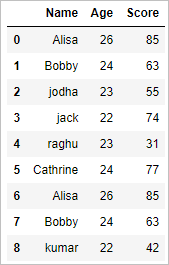 Name Age Score
0 Alisa 26 85
1 Bobby 24 63
2 jodha 23 55
3 jack 22 74
4 raghu 23 31
5 Cathrine 24 77
6 Alisa 26 85
7 Bobby 24 63
8 kumar 22 42